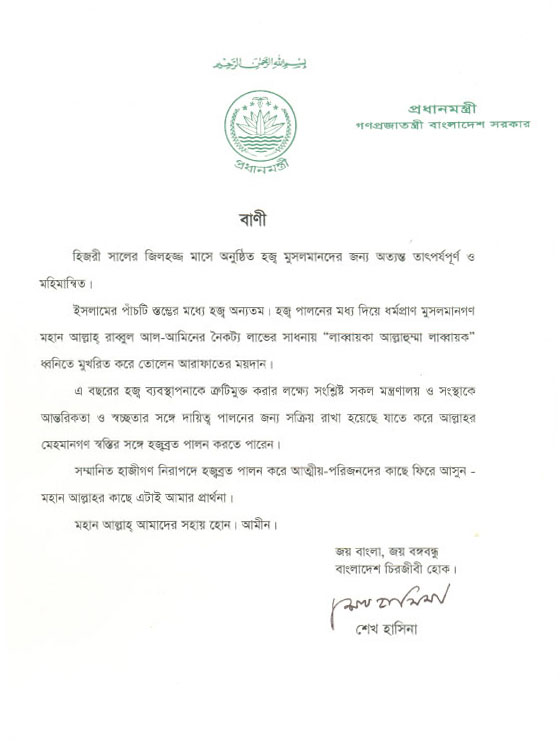 بِسْمِ اللهِ الرَّحْمٰنِ الرَّحِيْمِ
প্রধানমন্ত্রী
গণপ্রজাতন্ত্রী বাংলাদেশ সরকার
প্রধানমন্ত্রী
বাণী
হিজরী সালের জিলহজ্জ মাসে অনুষ্ঠিত হজ্ব মুসলমানদের জন্য অত্যন্ত তাৎপর্যপূর্ণ ও
মহিমান্বিত।
ইসলামের পাঁচটি স্তম্ভের মধ্যে হজ্ব অন্যতম। হজ্ব পালনের মধ্য দিয়ে ধর্মপ্রাণ মুসলমানগণ
মহান আল্লাহ্ রাব্বুল আল-আমিনের নৈকট্য লাভের সাধনায় “লাব্বায়কা আল্লাহুম্মা লাব্বায়ক”
ধ্বনিতে মুখরিত করে তোলেন আরাফাতের ময়দান।
এ বছরের হজ্ব ব্যবস্থাপনাকে ত্রুটিমুক্ত করার লক্ষ্যে সংশ্লিষ্ট সকল মন্ত্রণালয় ও সংস্থাকে
আন্তরিকতা ও স্বচ্ছতার সঙ্গে দায়িত্ব পালনের জন্য সক্রিয় রাখা হয়েছে যাতে করে আল্লাহর
মেহমানগণ স্বস্তির সঙ্গে হজ্বব্রত পালন করতে পারেন।
সম্মানিত হাজীগণ নিরাপদে হজ্বব্রত পালন করে আত্মীয়-পরিজনদের কাছে ফিরে আসুন -
মহান আল্লাহর কাছে এটাই আমার প্রার্থনা।
মহান আল্লাহ্ আমাদের সহায় হোন। আমীন।
জয় বাংলা, জয় বঙ্গবন্ধু
বাংলাদেশ চিরজীবী হোক।
শেখ হাসিনা
শেখ হাসিনা